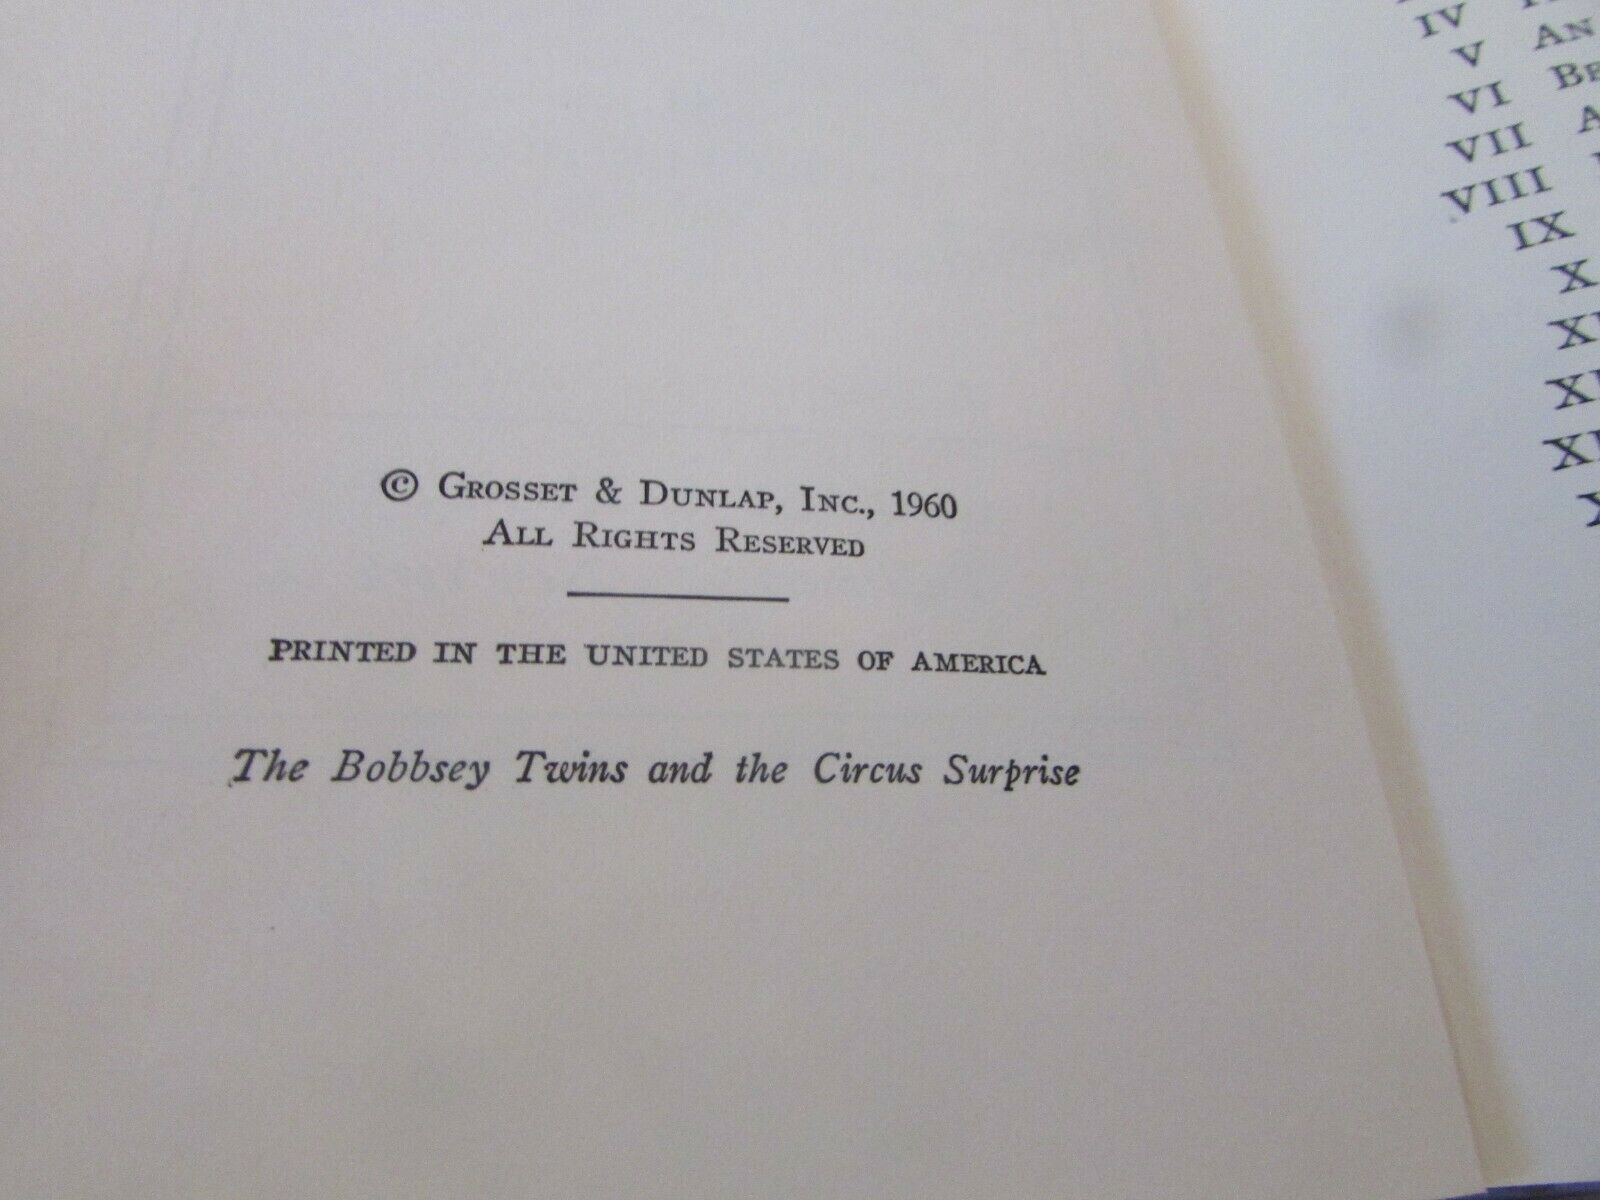 © GROSSET & DUNLAP, INC., 1960
ALL RIGHTS RESERVED
PRINTED IN THE UNITED STATES OF AMERICA
The Bobbsey Twins and the Circus Surprise
IV
V AN
VI
VII
VIII
IX
X